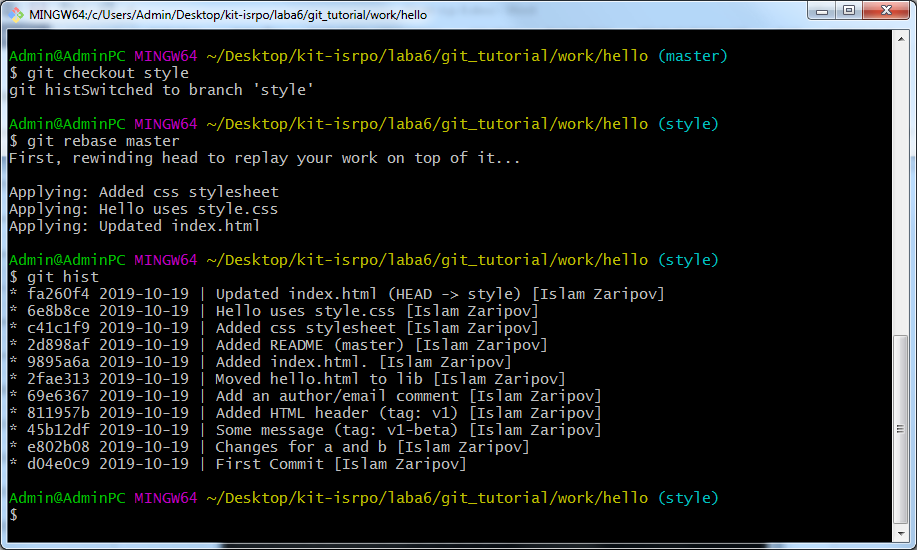 MINGW64:/c/Users/Admin/Desktop/kit-isrpo/laba6/git_tutorial/work/hello
Admin@AdminPC MINGW64 ~/Desktop/kit-isrpo/laba6/git_tutorial/work/hello (master)
$ git checkout style
git histSwitched to branch 'style'
Admin@AdminPC MINGW64 ~/Desktop/kit-isrpo/laba6/git_tutorial/work/hello (style)
$ git rebase master
First, rewinding head to replay your work on top of it...
Applying: Added css stylesheet
Applying: Hello uses style.css
Applying: Updated index.html
Admin@AdminPC MINGW64 ~/Desktop/kit-isrpo/laba6/git_tutorial/work/hello (style)
$ git hist
* fa260f4 2019-10-19 | Updated index.html (HEAD -> style) [Islam Zaripov]
* 6e8b8ce 2019-10-19 | Hello uses style.css [Islam Zaripov]
* c41c1f9 2019-10-19 | Added css stylesheet [Islam Zaripov]
* 2d898af 2019-10-19 | Added README (master) [Islam Zaripov]
* 9895a6a 2019-10-19 | Added index.html. [Islam Zaripov]
* 2fae313 2019-10-19 | Moved hello.html to lib [Islam Zaripov]
* 69e6367 2019-10-19 | Add an author/email comment [Islam Zaripov]
* 811957b 2019-10-19 | Added HTML header (tag: v1) [Islam Zaripov]
* 45b12df 2019-10-19 | Some message (tag: v1-beta) [Islam Zaripov]
* e802b08 2019-10-19 | Changes for a and b [Islam Zaripov]
* d04e0c9 2019-10-19 | First Commit [Islam Zaripov]
Admin@AdminPC MINGW64 ~/Desktop/kit-isrpo/laba6/git_tutorial/work/hello (style)
$